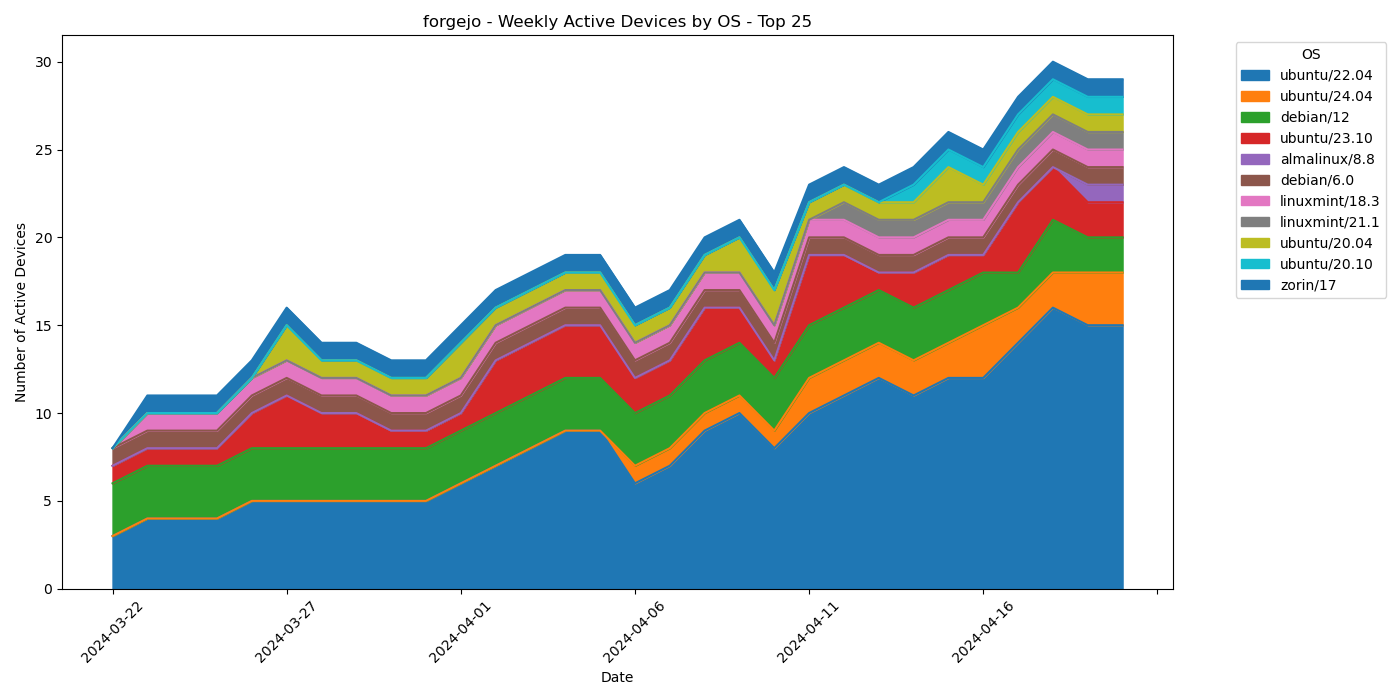 forgejo - Weekly Active Devices by OS - Top 25
Number of Active Devices
30
25
20
15
10
5
0
2024-03-22
2024-03-27
2024-04-01
2024-04-06
2024-04-11
2024-04-16
Date
OS
ubuntu/22.04
ubuntu/24.04
debian/12
ubuntu/23.10
almalinux/8.8
debian/6.0
linuxmint/18.3
linuxmint/21.1
ubuntu/20.04
ubuntu/20.10
zorin/17